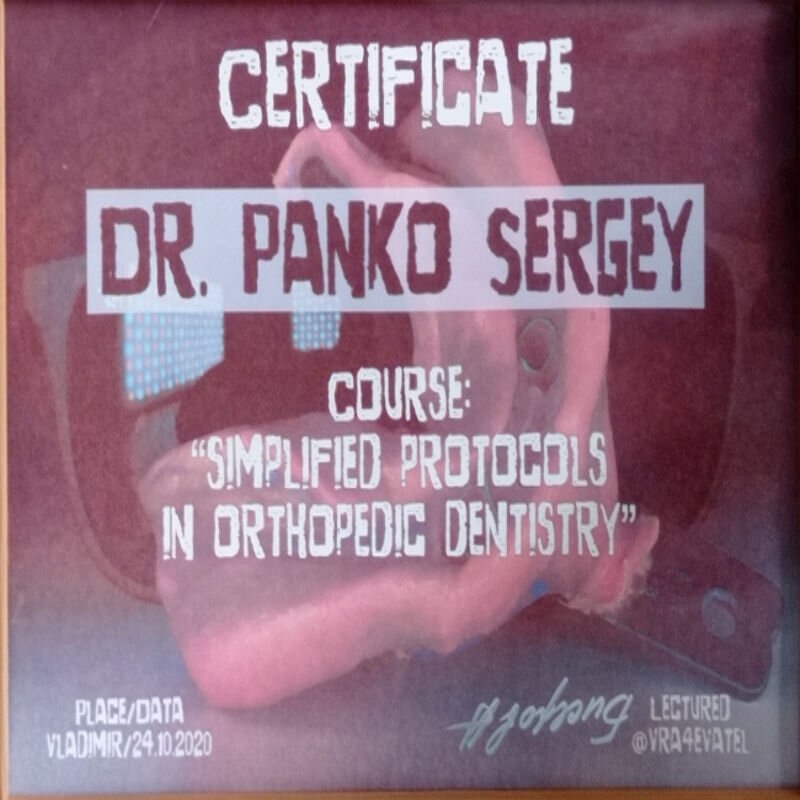 CERTIFICATE
DR. PANKO SERGEY
COURSE:
“SIMPLIFIED PROTOCOLS
IN ORTHOPEDIC DENTISTRY”
PLACE/DATA
VLADIMIR/24.10.2020
LECTURED
@VRA4EVATEL